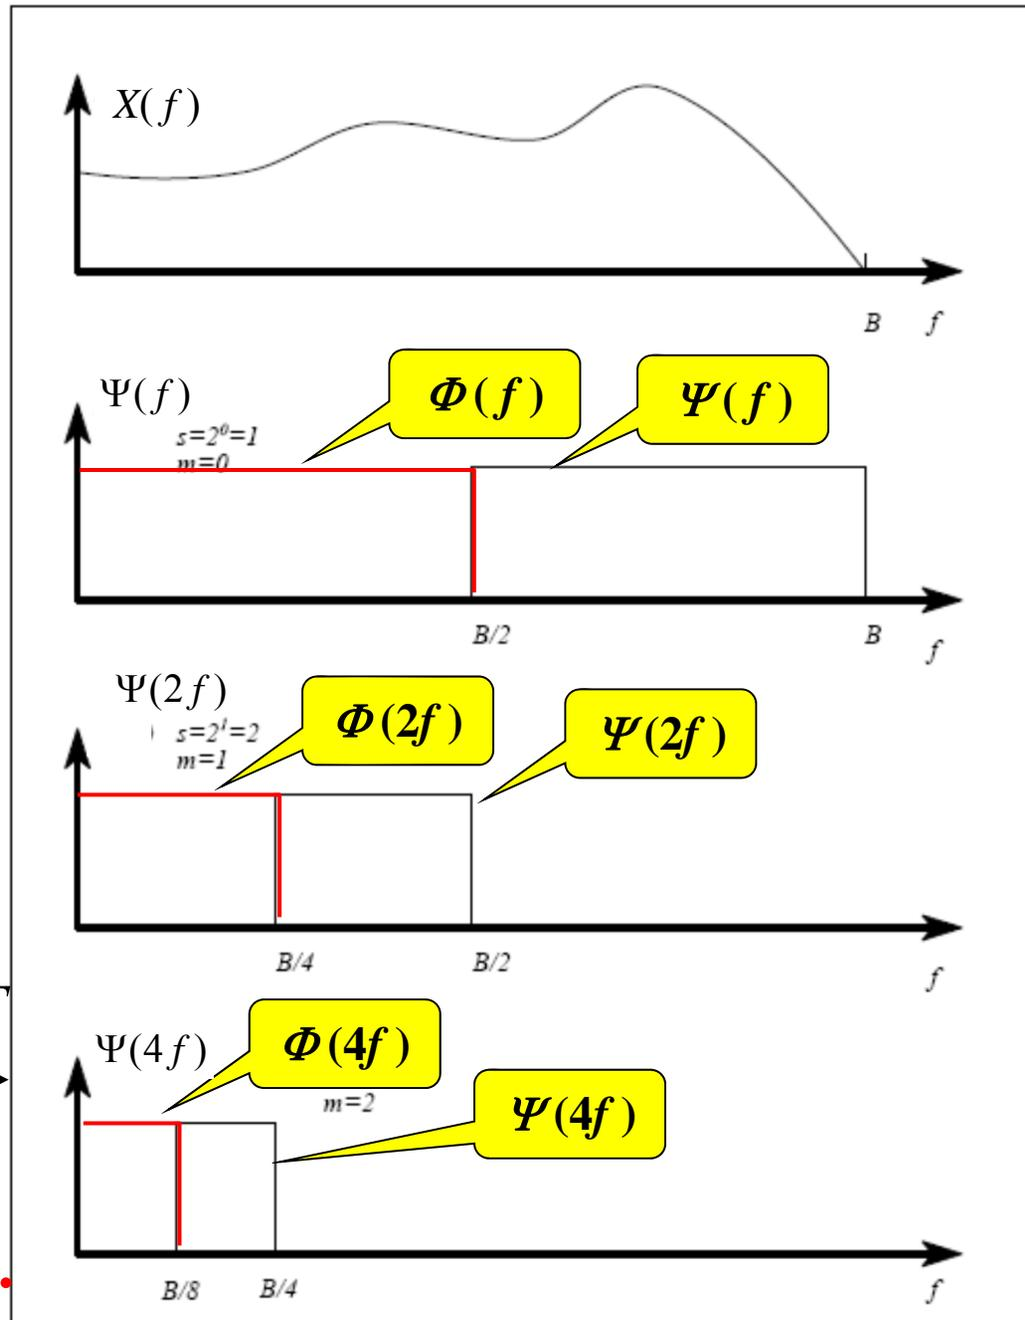 X(f)
B f
Ψ(f)
Φ(f)
Ψ(f)
s=2⁰=1
m=0
B/2 B f
Ψ(2f)
Φ(2f)
Ψ(2f)
s=2¹=2
m=1
B/4 B/2 f
Ψ(4f)
Φ(4f)
m=2
Ψ(4f)
B/8 B/4 f